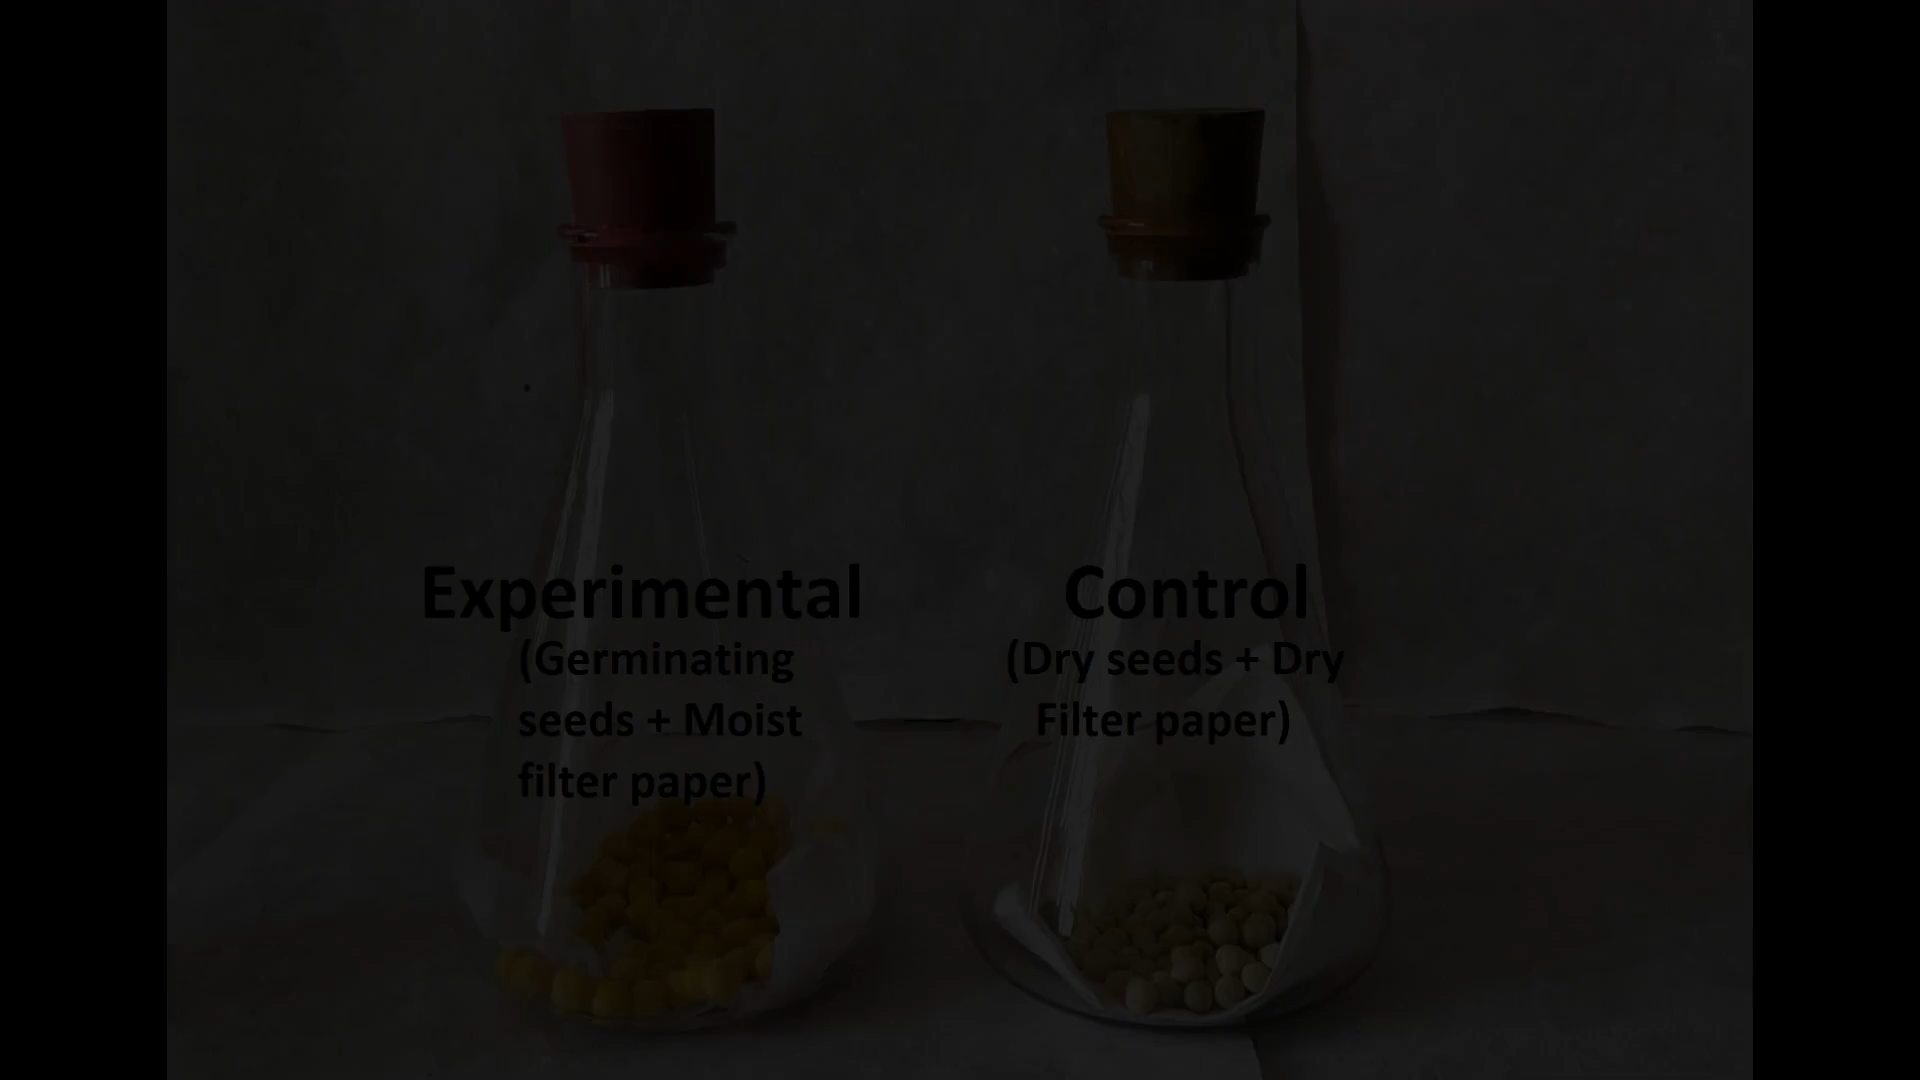 Experimental
(Germinating
seeds + Moist
filter paper)
Control
(Dry seeds + Dry
Filter paper)